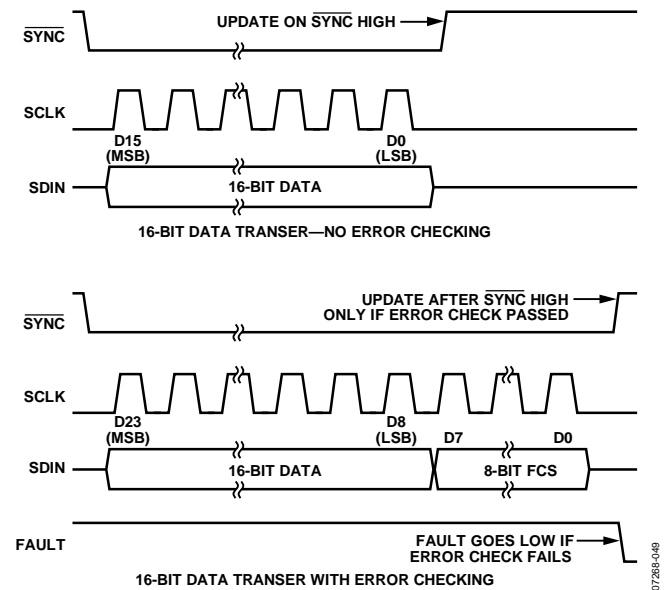 UPDATE ON SYNC HIGH
SYNC
SCLK
D15
(MSB)
D0
(LSB)
SDIN
16-BIT DATA
16-BIT DATA TRANSER—NO ERROR CHECKING
UPDATE AFTER SYNC HIGH
ONLY IF ERROR CHECK PASSED
SYNC
SCLK
D23
(MSB)
D8
(LSB)
D7
D0
SDIN
16-BIT DATA
8-BIT FCS
FAULT
FAULT GOES LOW IF
ERROR CHECK FAILS
16-BIT DATA TRANSER WITH ERROR CHECKING
07268-049